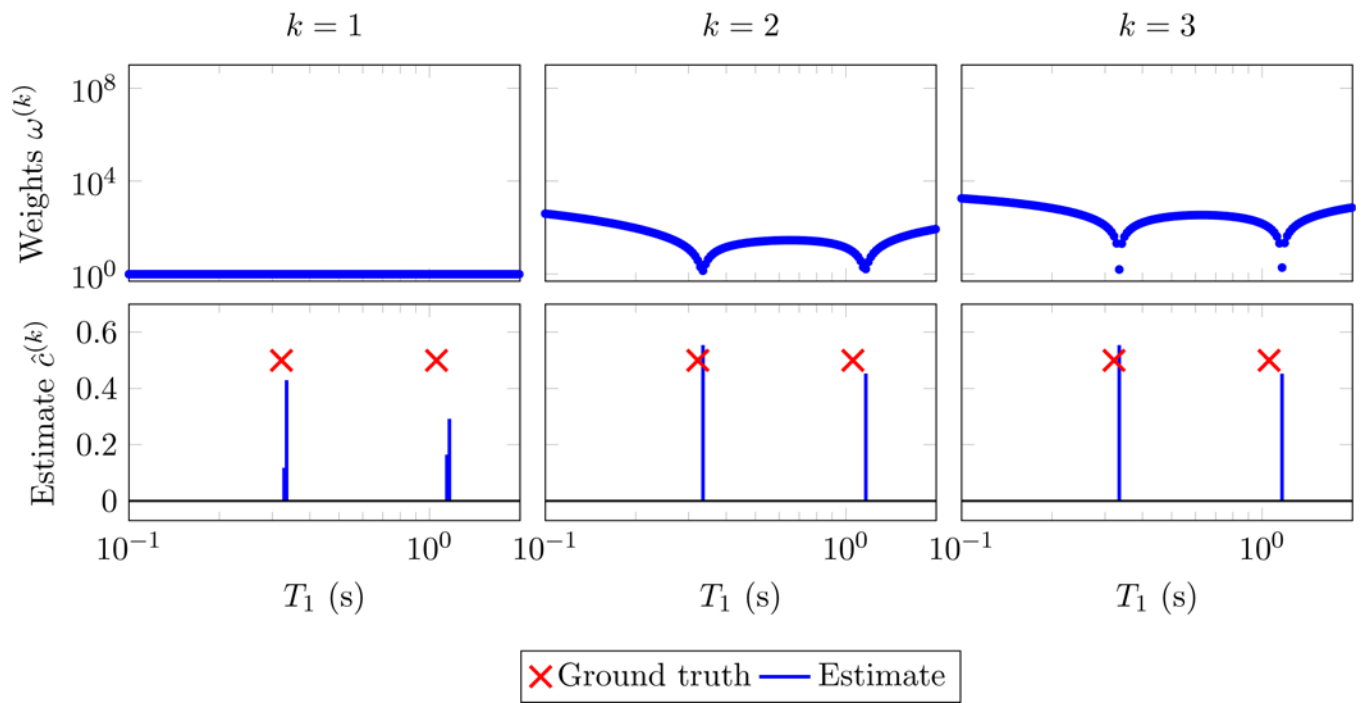 k = 1 k = 2 k = 3
Weights ω^(k)
10^8
10^4
10^0
Estimate ĉ^(k)
0.6
0.4
0.2
0
10^−1 10^0 10^−1 10^0 10^−1 10^0
T_1 (s) T_1 (s) T_1 (s)
Ground truth Estimate